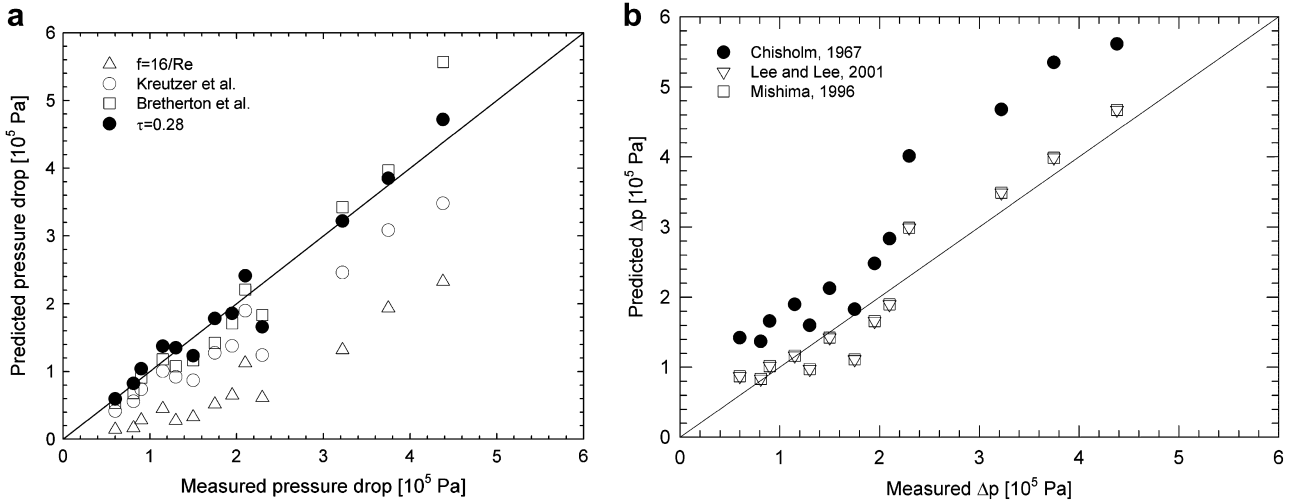 a
6
5
4
3
2
1
0
0 1 2 3 4 5 6
Predicted pressure drop [10⁵ Pa]
Measured pressure drop [10⁵ Pa]
f=16/Re
Kreutzer et al.
Bretherton et al.
τ=0.28
b
6
5
4
3
2
1
0
0 1 2 3 4 5 6
Predicted Δp [10⁵ Pa]
Measured Δp [10⁵ Pa]
Chisholm, 1967
Lee and Lee, 2001
Mishima, 1996